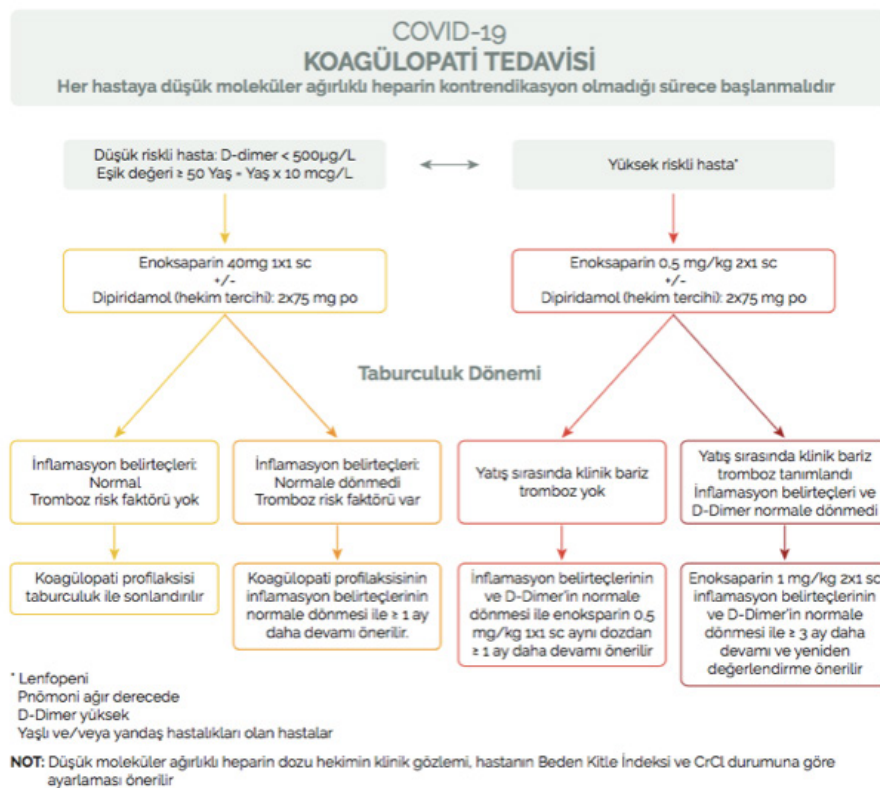 COVID-19
KOAGÜLOPATİ TEDAVİSİ
Her hastaya düşük moleküler ağırlıklı heparin kontrendikasyon olmadığı sürece başlanmalıdır
Düşük riskli hasta: D-dimer < 500µg/L
Eşik değeri ≥ 50 Yaş = Yaş x 10 mcg/L
Yüksek riskli hasta*
Enoksaparin 40mg 1x1 sc
+/-
Dipiridamol (hekim tercihi): 2x75 mg po
Enoksaparin 0,5 mg/kg 2x1 sc
+/-
Dipiridamol (hekim tercihi): 2x75 mg po
Taburculuk Dönemi
İnflamasyon belirteçleri:
Normal
Tromboz risk faktörü yok
İnflamasyon belirteçleri:
Normale dönmedi
Tromboz risk faktörü var
Yatış sırasında klinik bariz
tromboz yok
Yatış sırasında klinik bariz
tromboz tanımlandı
İnflamasyon belirteçleri ve
D-Dimer normale dönmedi
Koagülopati profilaksisi
taburculuk ile sonlandırılır
Koagülopati profilaksisinin
inflamasyon belirteçlerinin
normale dönmesi ile ≥ 1 ay
daha devamı önerilir.
İnflamasyon belirteçlerinin
ve D-Dimer'in normale
dönmesi ile enoksparin 0,5
mg/kg 1x1 sc aynı dozdan
≥ 1 ay daha devamı önerilir
Enoksaparin 1 mg/kg 2x1 sc
inflamasyon belirteçlerinin
ve D-Dimer'in normale
dönmesi ile ≥ 3 ay daha
devamı ve yeniden
değerlendirme önerilir
* Lenfopeni
Pnömoni ağır derecede
D-Dimer yüksek
Yaşlı ve/veya yandaş hastalıkları olan hastalar
NOT: Düşük moleküler ağırlıklı heparin dozu hekimin klinik gözlemi, hastanın Beden Kitle İndeksi ve CrCl durumuna göre
ayarlaması önerilir